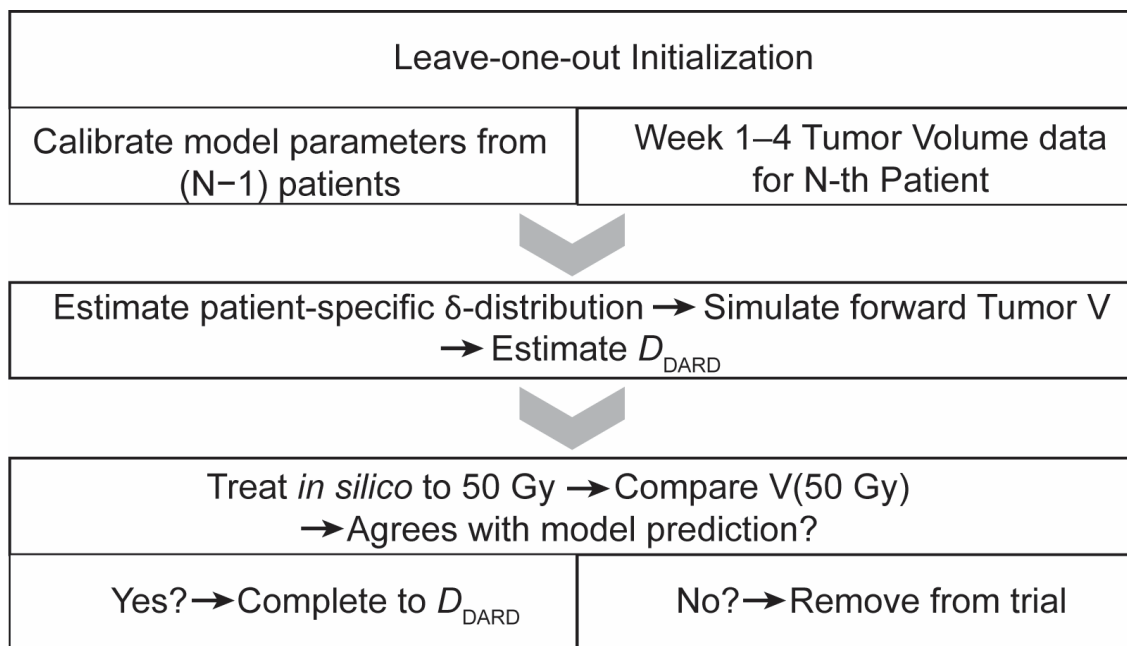 Leave-one-out Initialization
Calibrate model parameters from
(N−1) patients
Week 1–4 Tumor Volume data
for N-th Patient
Estimate patient-specific δ-distribution → Simulate forward Tumor V
→ Estimate D_DARD
Treat in silico to 50 Gy → Compare V(50 Gy)
→ Agrees with model prediction?
Yes? → Complete to D_DARD
No? → Remove from trial